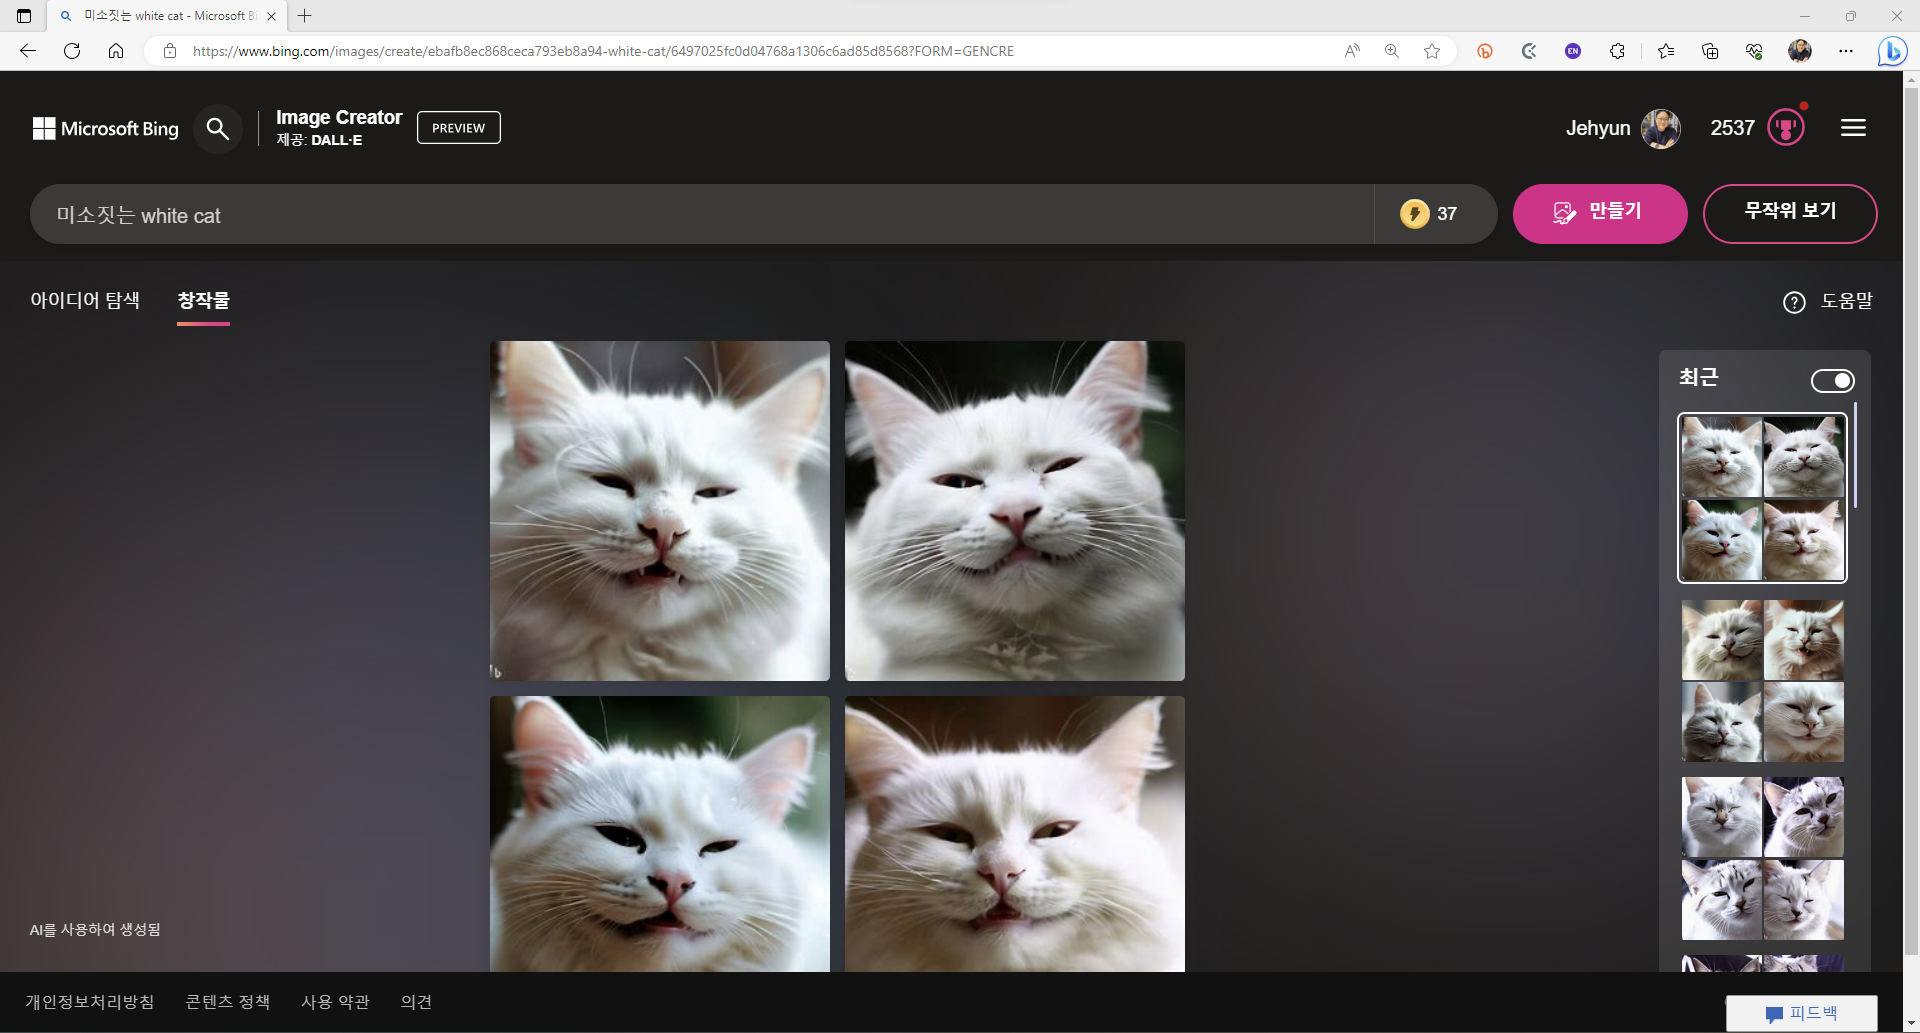 미소짓는 white cat - Microsoft Bi
https://www.bing.com/images/create/ebafb8ec868ceca793eb8a94-white-cat/6497025fc0d04768a1306c6ad85d8568?FORM=GENCRE
EN
Microsoft Bing
Image Creator
제공: DALL·E
PREVIEW
Jehyun
2537
미소짓는 white cat
37
만들기
무작위 보기
아이디어 탐색
창작물
도움말
최근
AI를 사용하여 생성됨
개인정보처리방침
콘텐츠 정책
사용 약관
의견
피드백